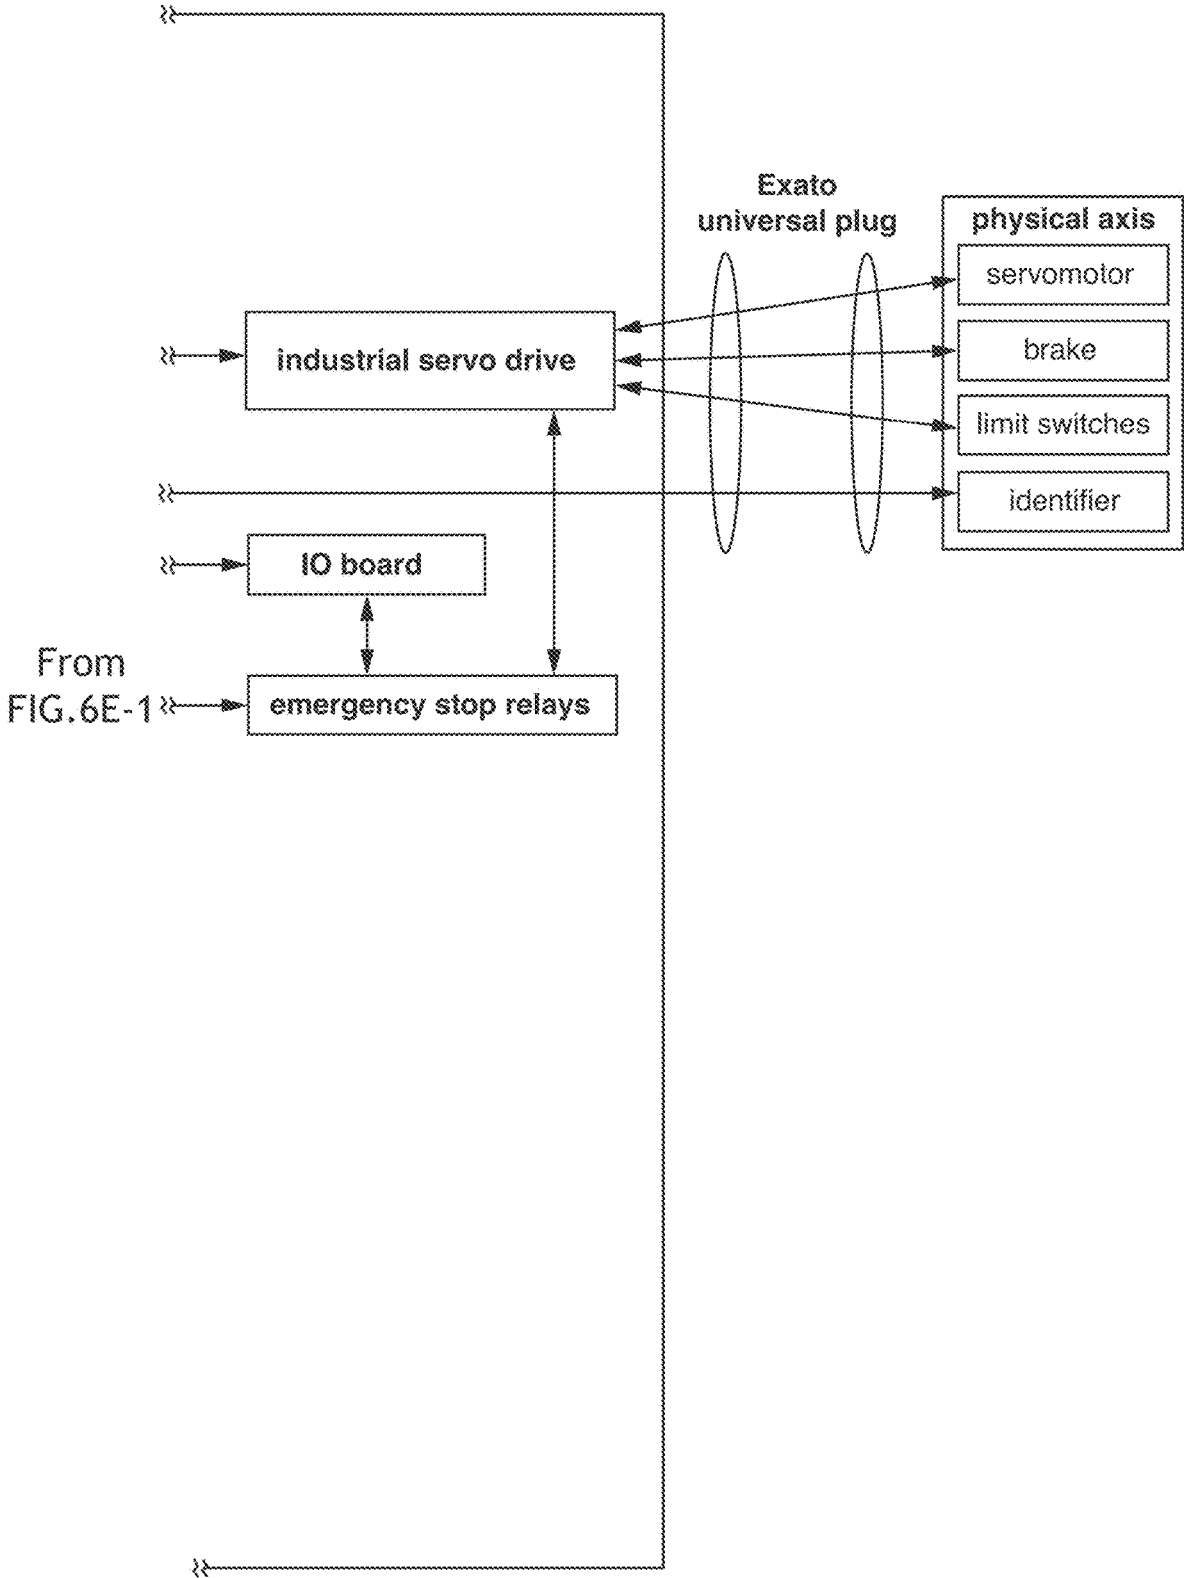 Exato
universal plug
physical axis
servomotor
industrial servo drive
brake
limit switches
identifier
IO board
From
FIG.6E-1
emergency stop relays